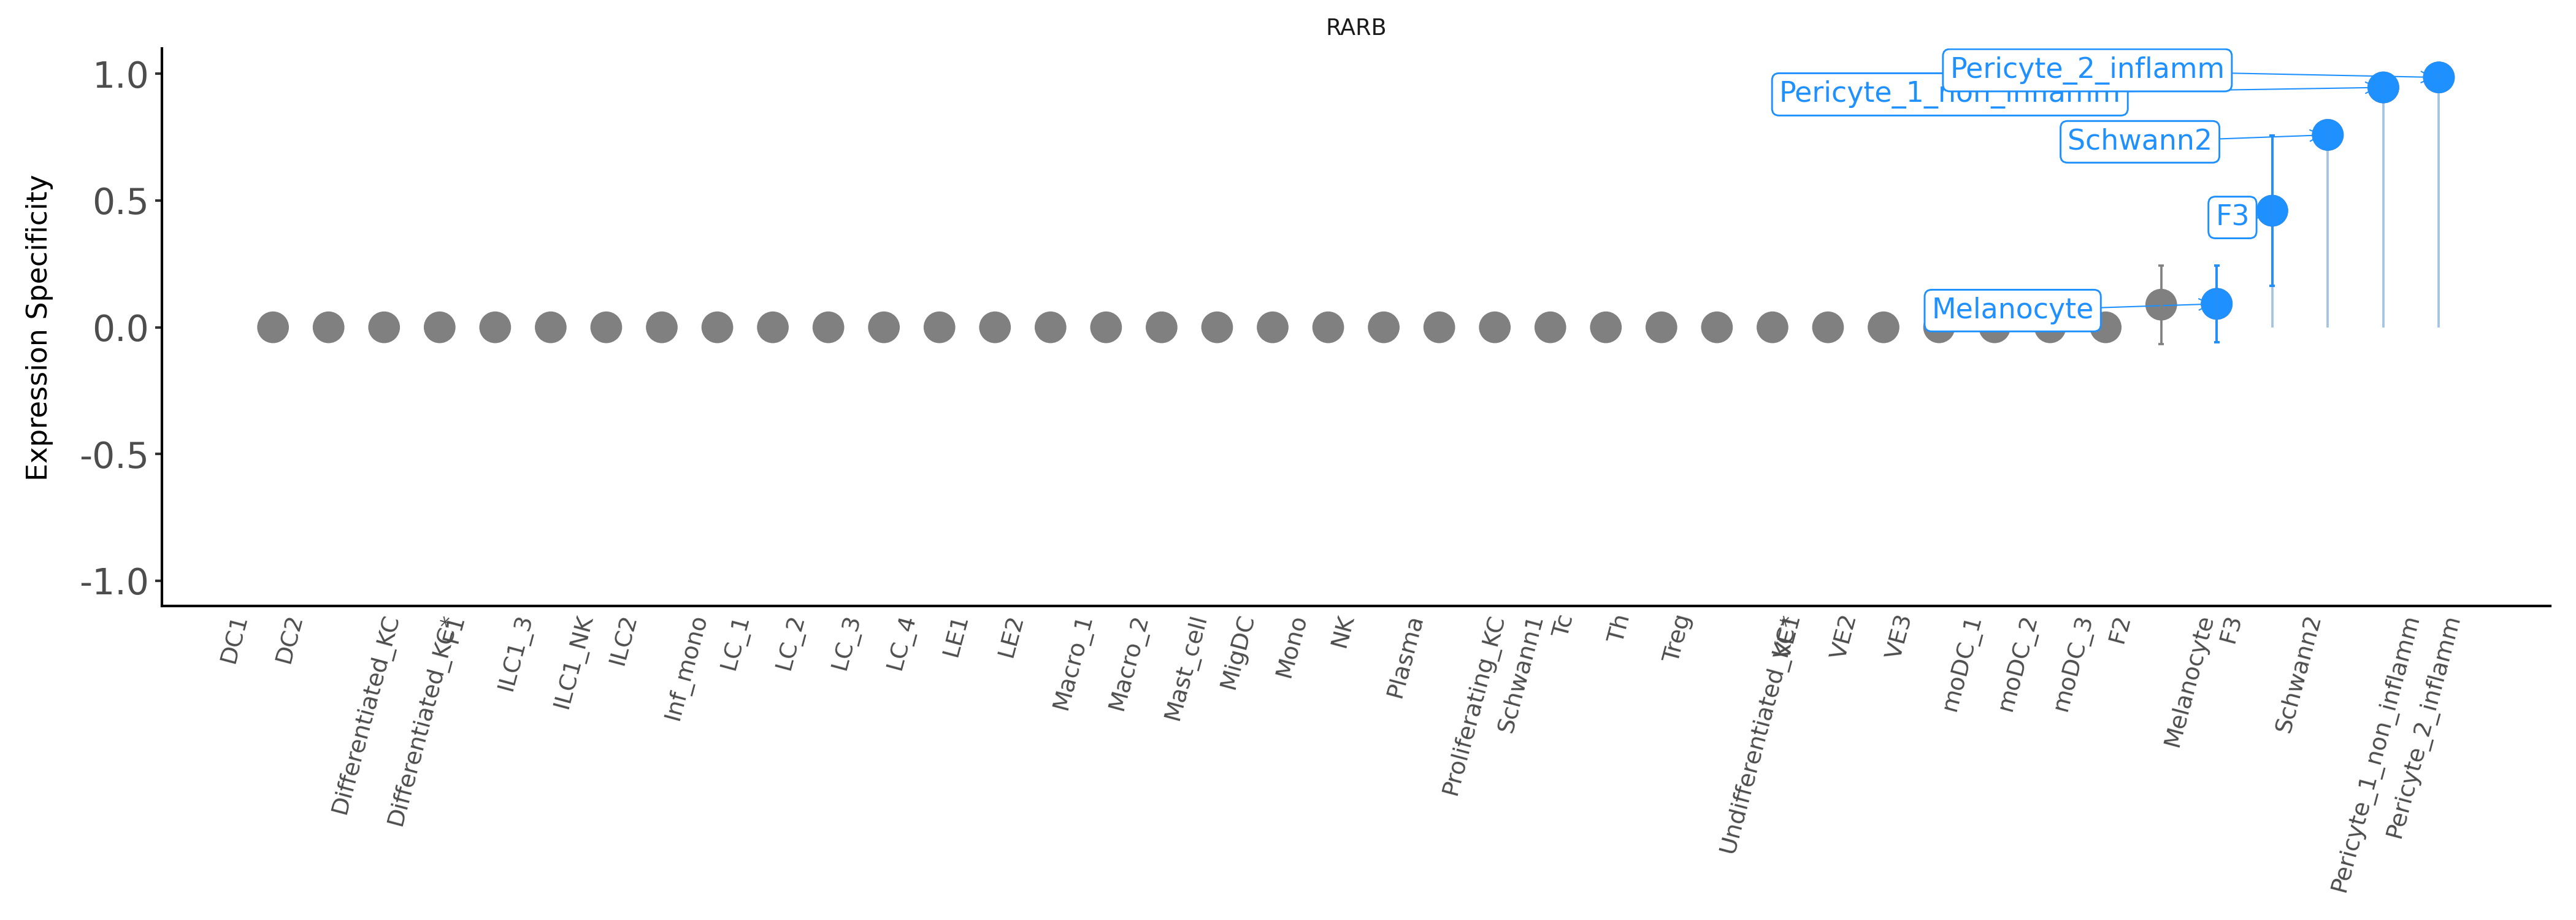 RARB
Expression Specificity
1.0
0.5
0.0
-0.5
-1.0
Pericyte_2_inflamm
Pericyte_1_non_inflamm
Schwann2
F3
Melanocyte
DC1
DC2
Differentiated_KC
Differentiated_KC*
F1
ILC1_3
ILC1_NK
ILC2
Inf_mono
LC_1
LC_2
LC_3
LC_4
LE1
LE2
Macro_1
Macro_2
Mast_cell
MigDC
Mono
NK
Plasma
Proliferating_KC
Schwann1
Tc
Th
Treg
Undifferentiated_KC*
VE1
VE2
VE3
moDC_1
moDC_2
moDC_3
F2
Melanocyte
F3
Schwann2
Pericyte_1_non_inflamm
Pericyte_2_inflamm